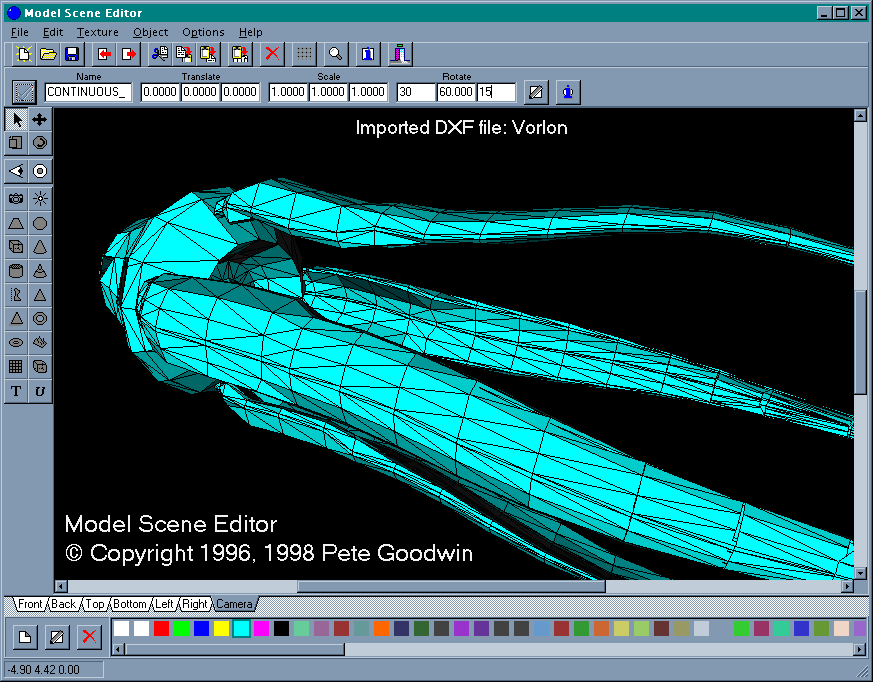 Model Scene Editor
File Edit Texture Object Options Help
Name Translate Scale Rotate
CONTINUOUS_ 0.0000 0.0000 0.0000 1.0000 1.0000 1.0000 30 60.000 15
Imported DXF file: Vorlon
T U
Model Scene Editor
© Copyright 1996, 1998 Pete Goodwin
Front Back Top Bottom Left Right Camera
-4.90 4.42 0.00